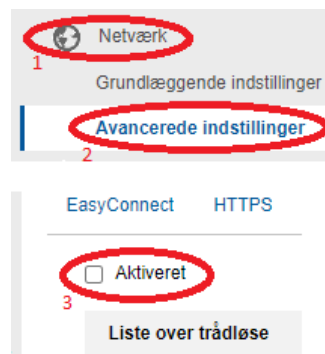 Netværk
1
Grundlæggende indstillinger
Avancerede indstillinger
2
EasyConnect HTTPS
Aktiveret
3
Liste over trådløse